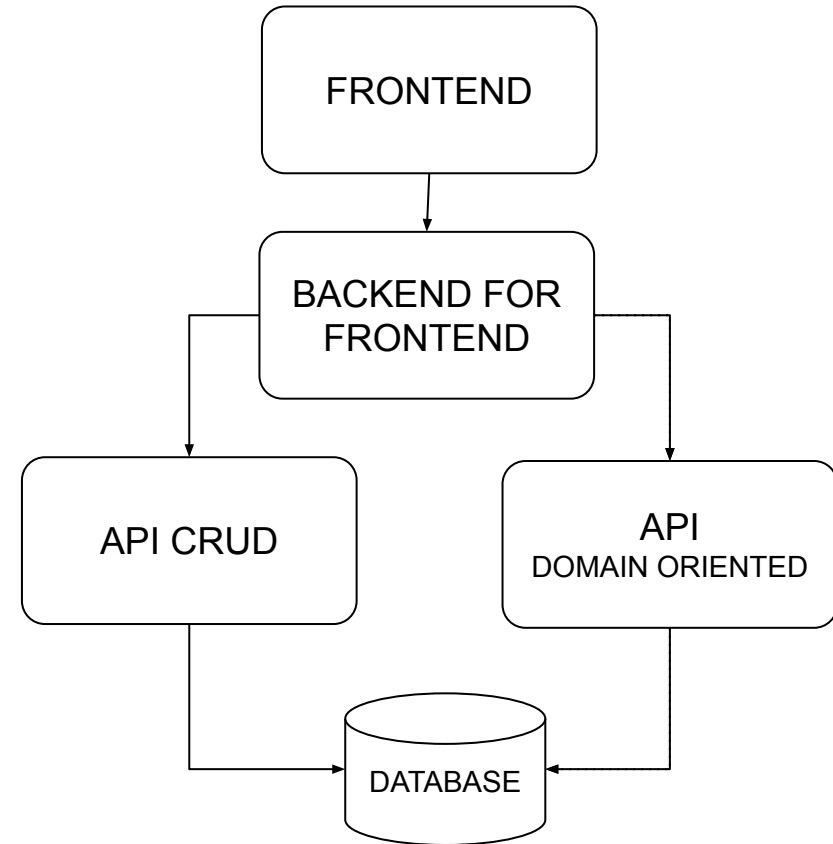 FRONTEND
BACKEND FOR
FRONTEND
API CRUD
API
DOMAIN ORIENTED
DATABASE